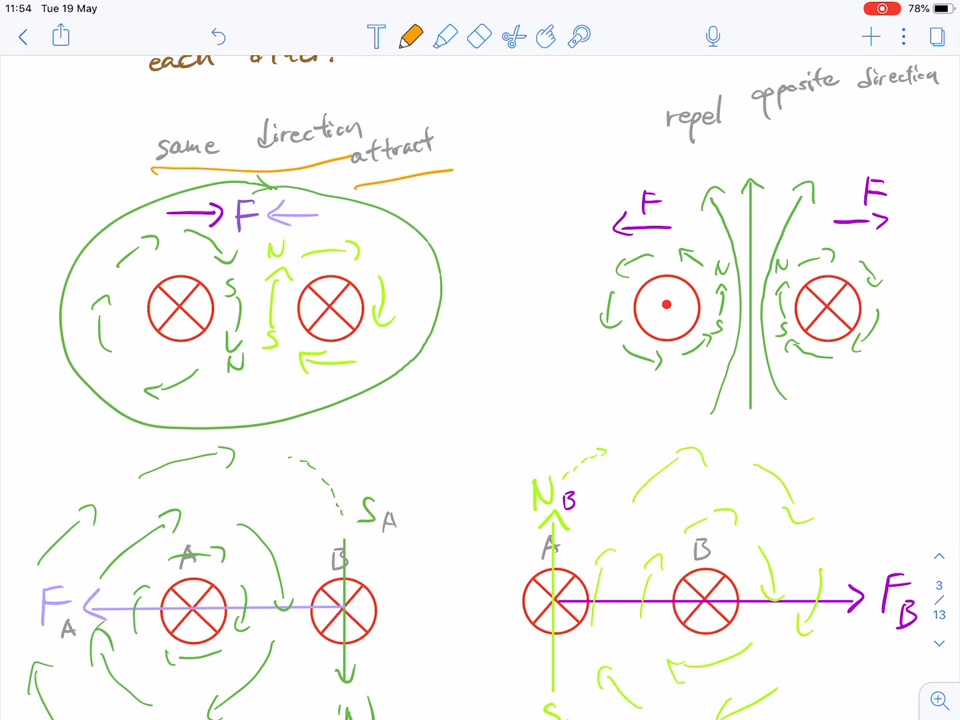 11:54 Tue 19 May
78%
T
each other.
same direction attract
repel opposite direction
F
F
F
N
S
S
N
N
N
S
S
S A
N B
A
B
A
B
F A
F B
N
S
3
/
13